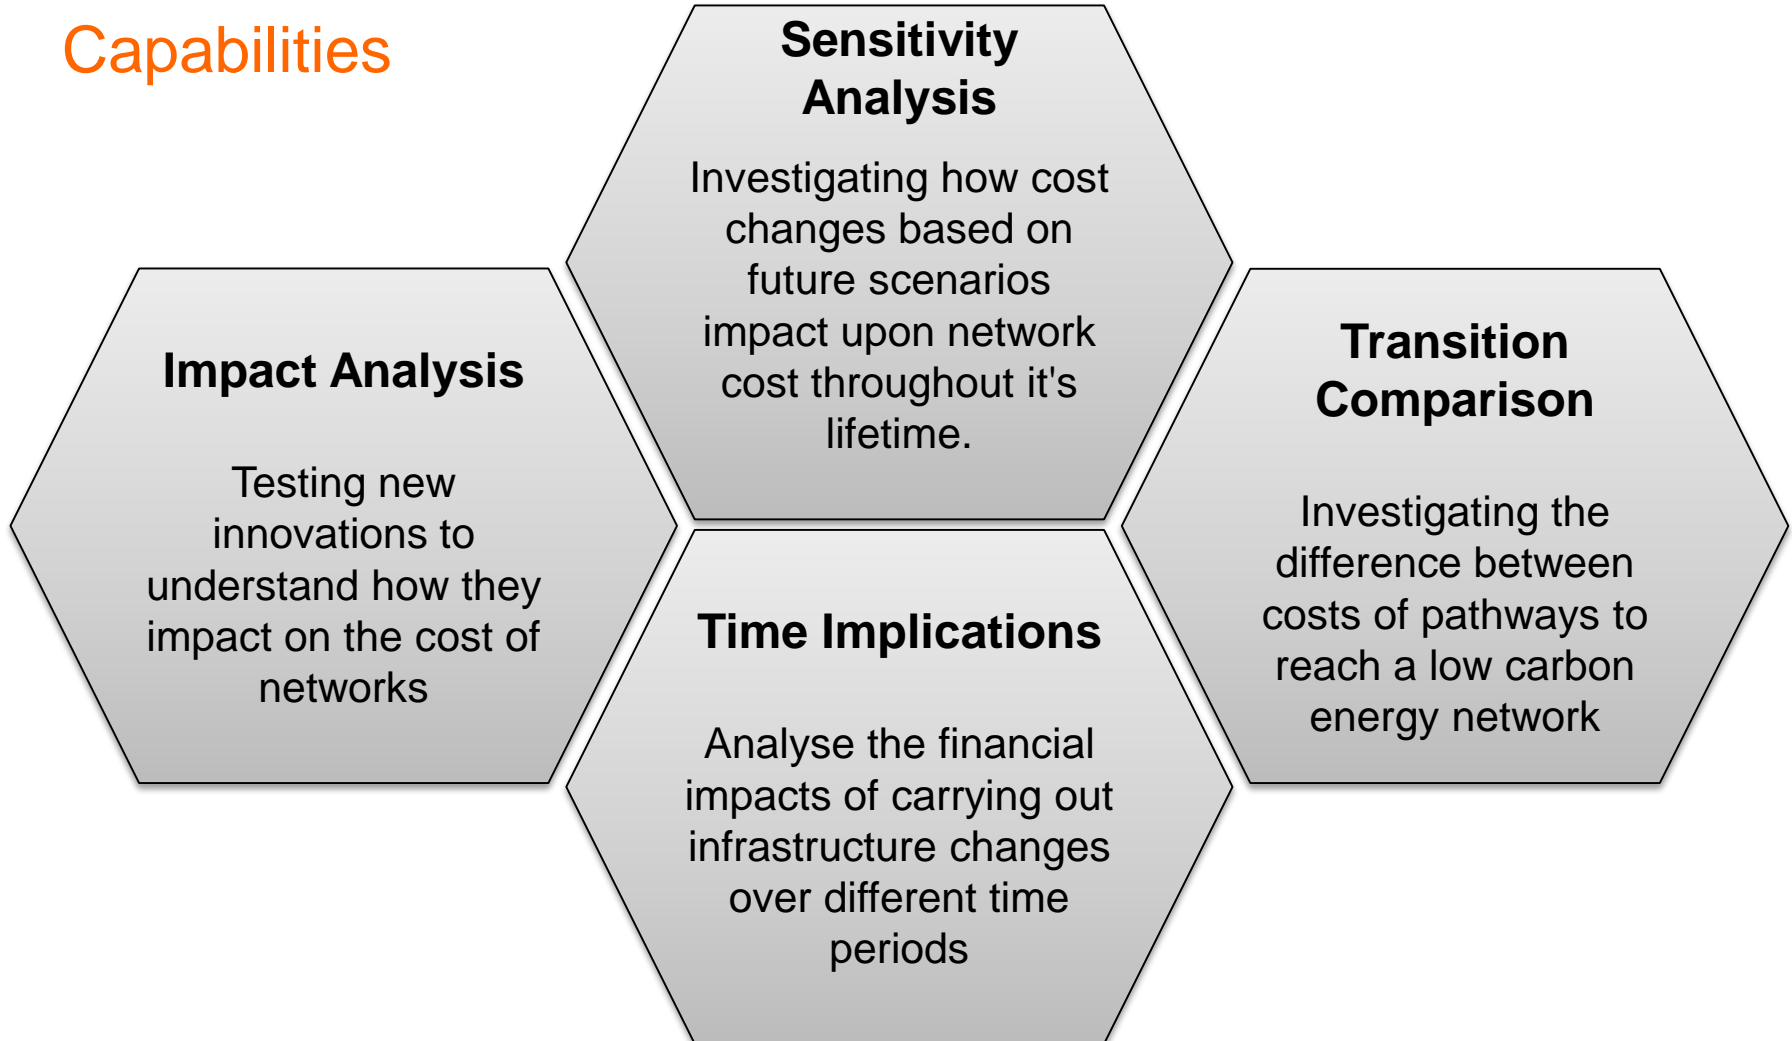 Capabilities
Sensitivity
Analysis
Investigating how cost
changes based on
future scenarios
impact upon network
cost throughout it's
lifetime.
Impact Analysis
Testing new
innovations to
understand how they
impact on the cost of
networks
Transition
Comparison
Investigating the
difference between
costs of pathways to
reach a low carbon
energy network
Time Implications
Analyse the financial
impacts of carrying out
infrastructure changes
over different time
periods